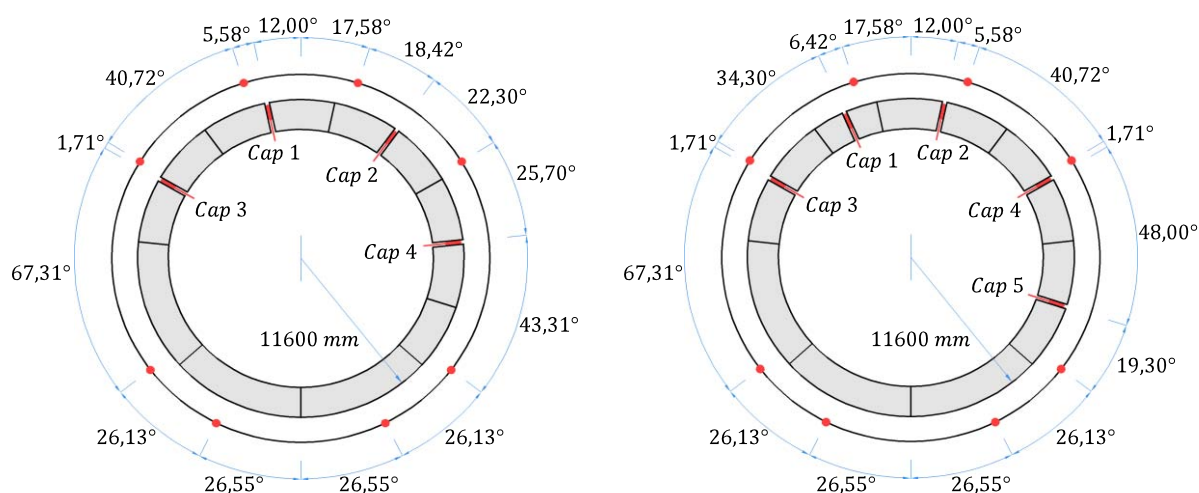 5,58°
12,00°
17,58°
18,42°
40,72°
22,30°
1,71°
25,70°
Cap 1
Cap 2
Cap 3
Cap 4
67,31°
43,31°
11600 mm
26,13°
26,13°
26,55°
26,55°
6,42°
17,58°
12,00°
5,58°
34,30°
40,72°
1,71°
1,71°
Cap 1
Cap 2
Cap 3
Cap 4
48,00°
67,31°
Cap 5
11600 mm
19,30°
26,13°
26,13°
26,55°
26,55°